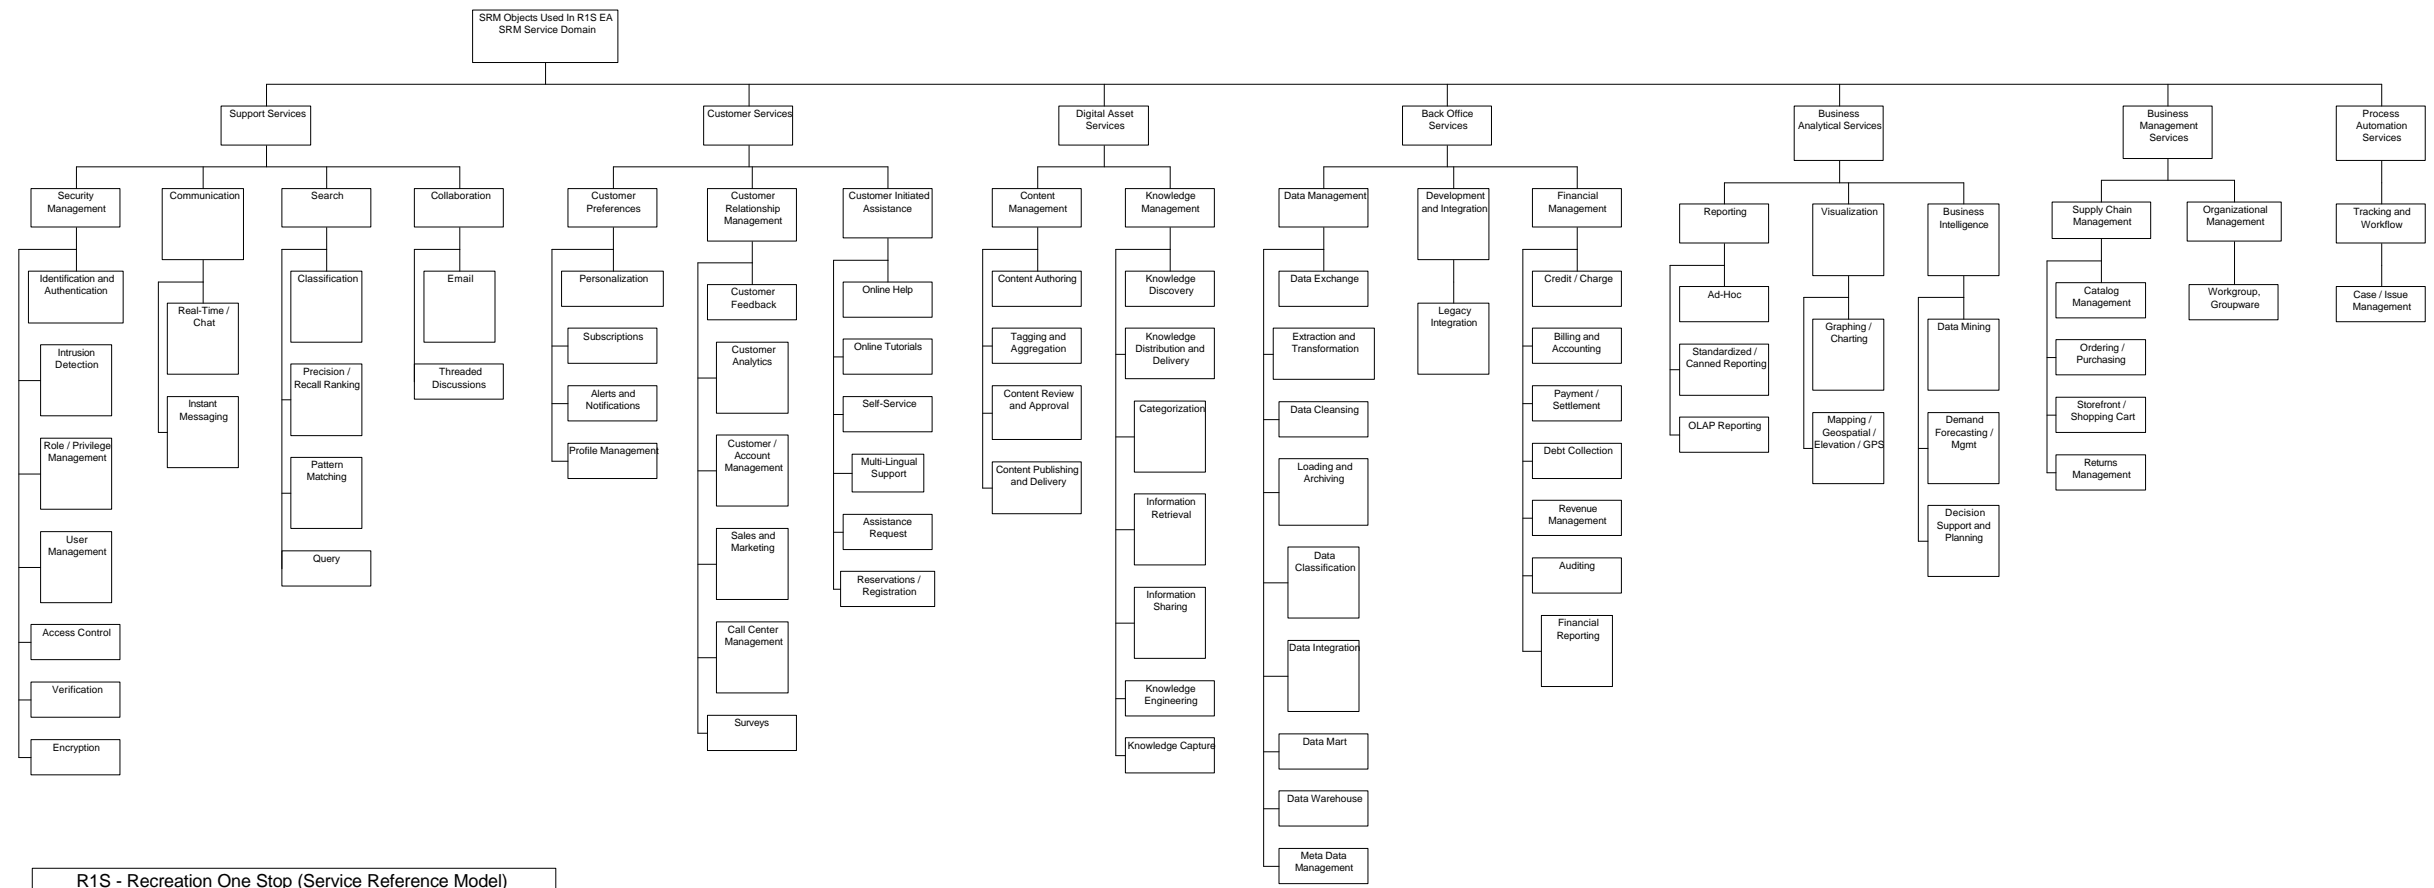 SRM Objects Used In R1S EA
SRM Service Domain
Support Services
Customer Services
Digital Asset
Services
Back Office
Services
Business
Analytical Services
Business
Management
Services
Process
Automation
Services
Security
Management
Communication
Search
Collaboration
Customer
Preferences
Customer
Relationship
Management
Customer Initiated
Assistance
Content
Management
Knowledge
Management
Data Management
Development
and Integration
Financial
Management
Reporting
Visualization
Business
Intelligence
Supply Chain
Management
Organizational
Management
Tracking and
Workflow
Identification and
Authentication
Intrusion
Detection
Role / Privilege
Management
User
Management
Access Control
Verification
Encryption
Real-Time /
Chat
Instant
Messaging
Classification
Precision /
Recall Ranking
Pattern
Matching
Query
Email
Threaded
Discussions
Personalization
Subscriptions
Alerts and
Notifications
Profile Management
Customer
Feedback
Customer
Analytics
Customer /
Account
Management
Sales and
Marketing
Call Center
Management
Surveys
Online Help
Online Tutorials
Self-Service
Multi-Lingual
Support
Assistance
Request
Reservations /
Registration
Content Authoring
Tagging and
Aggregation
Content Review
and Approval
Content Publishing
and Delivery
Knowledge
Discovery
Knowledge
Distribution and
Delivery
Categorization
Information
Retrieval
Information
Sharing
Knowledge
Engineering
Knowledge Capture
Data Exchange
Extraction and
Transformation
Data Cleansing
Loading and
Archiving
Data
Classification
Data Integration
Data Mart
Data Warehouse
Meta Data
Management
Legacy
Integration
Credit / Charge
Billing and
Accounting
Payment /
Settlement
Debt Collection
Revenue
Management
Auditing
Financial
Reporting
Ad-Hoc
Standardized /
Canned Reporting
OLAP Reporting
Graphing /
Charting
Mapping /
Geospatial /
Elevation / GPS
Data Mining
Demand
Forecasting /
Mgmt
Decision
Support and
Planning
Catalog
Management
Ordering /
Purchasing
Storefront /
Shopping Cart
Returns
Management
Workgroup,
Groupware
Case / Issue
Management
R1S - Recreation One Stop (Service Reference Model)